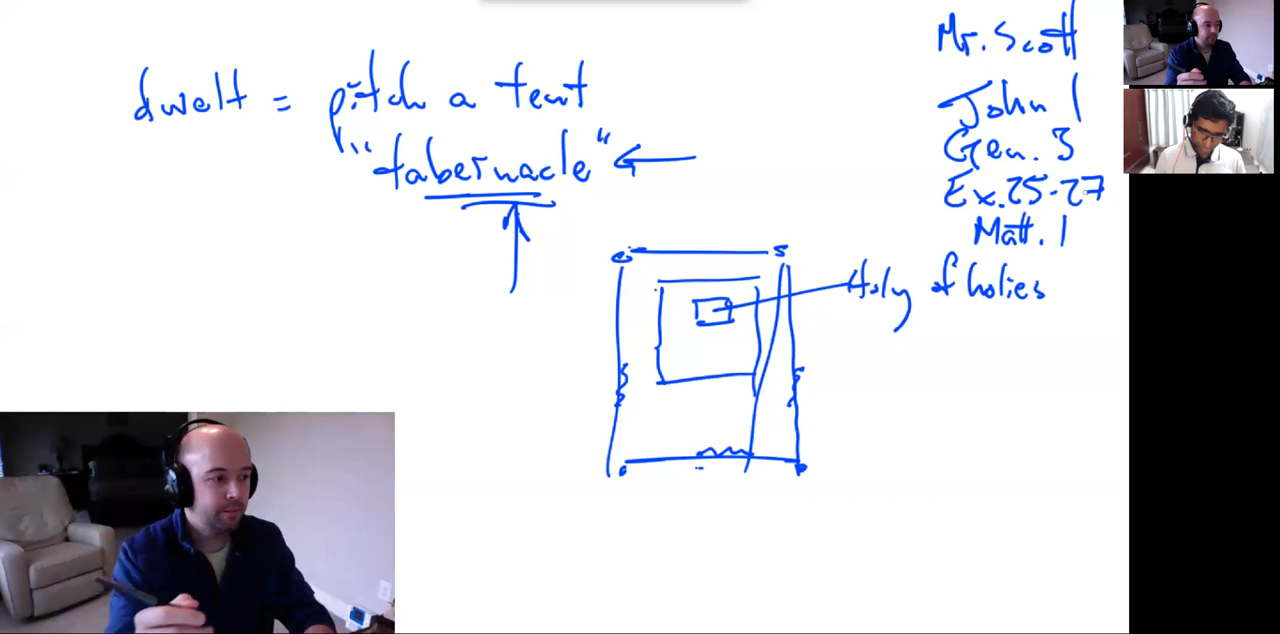 dwelt = pitch a tent
"tabernacle"
Mr. Scott
John 1
Gen. 3
Ex. 25-27
Matt. 1
Holy of holies